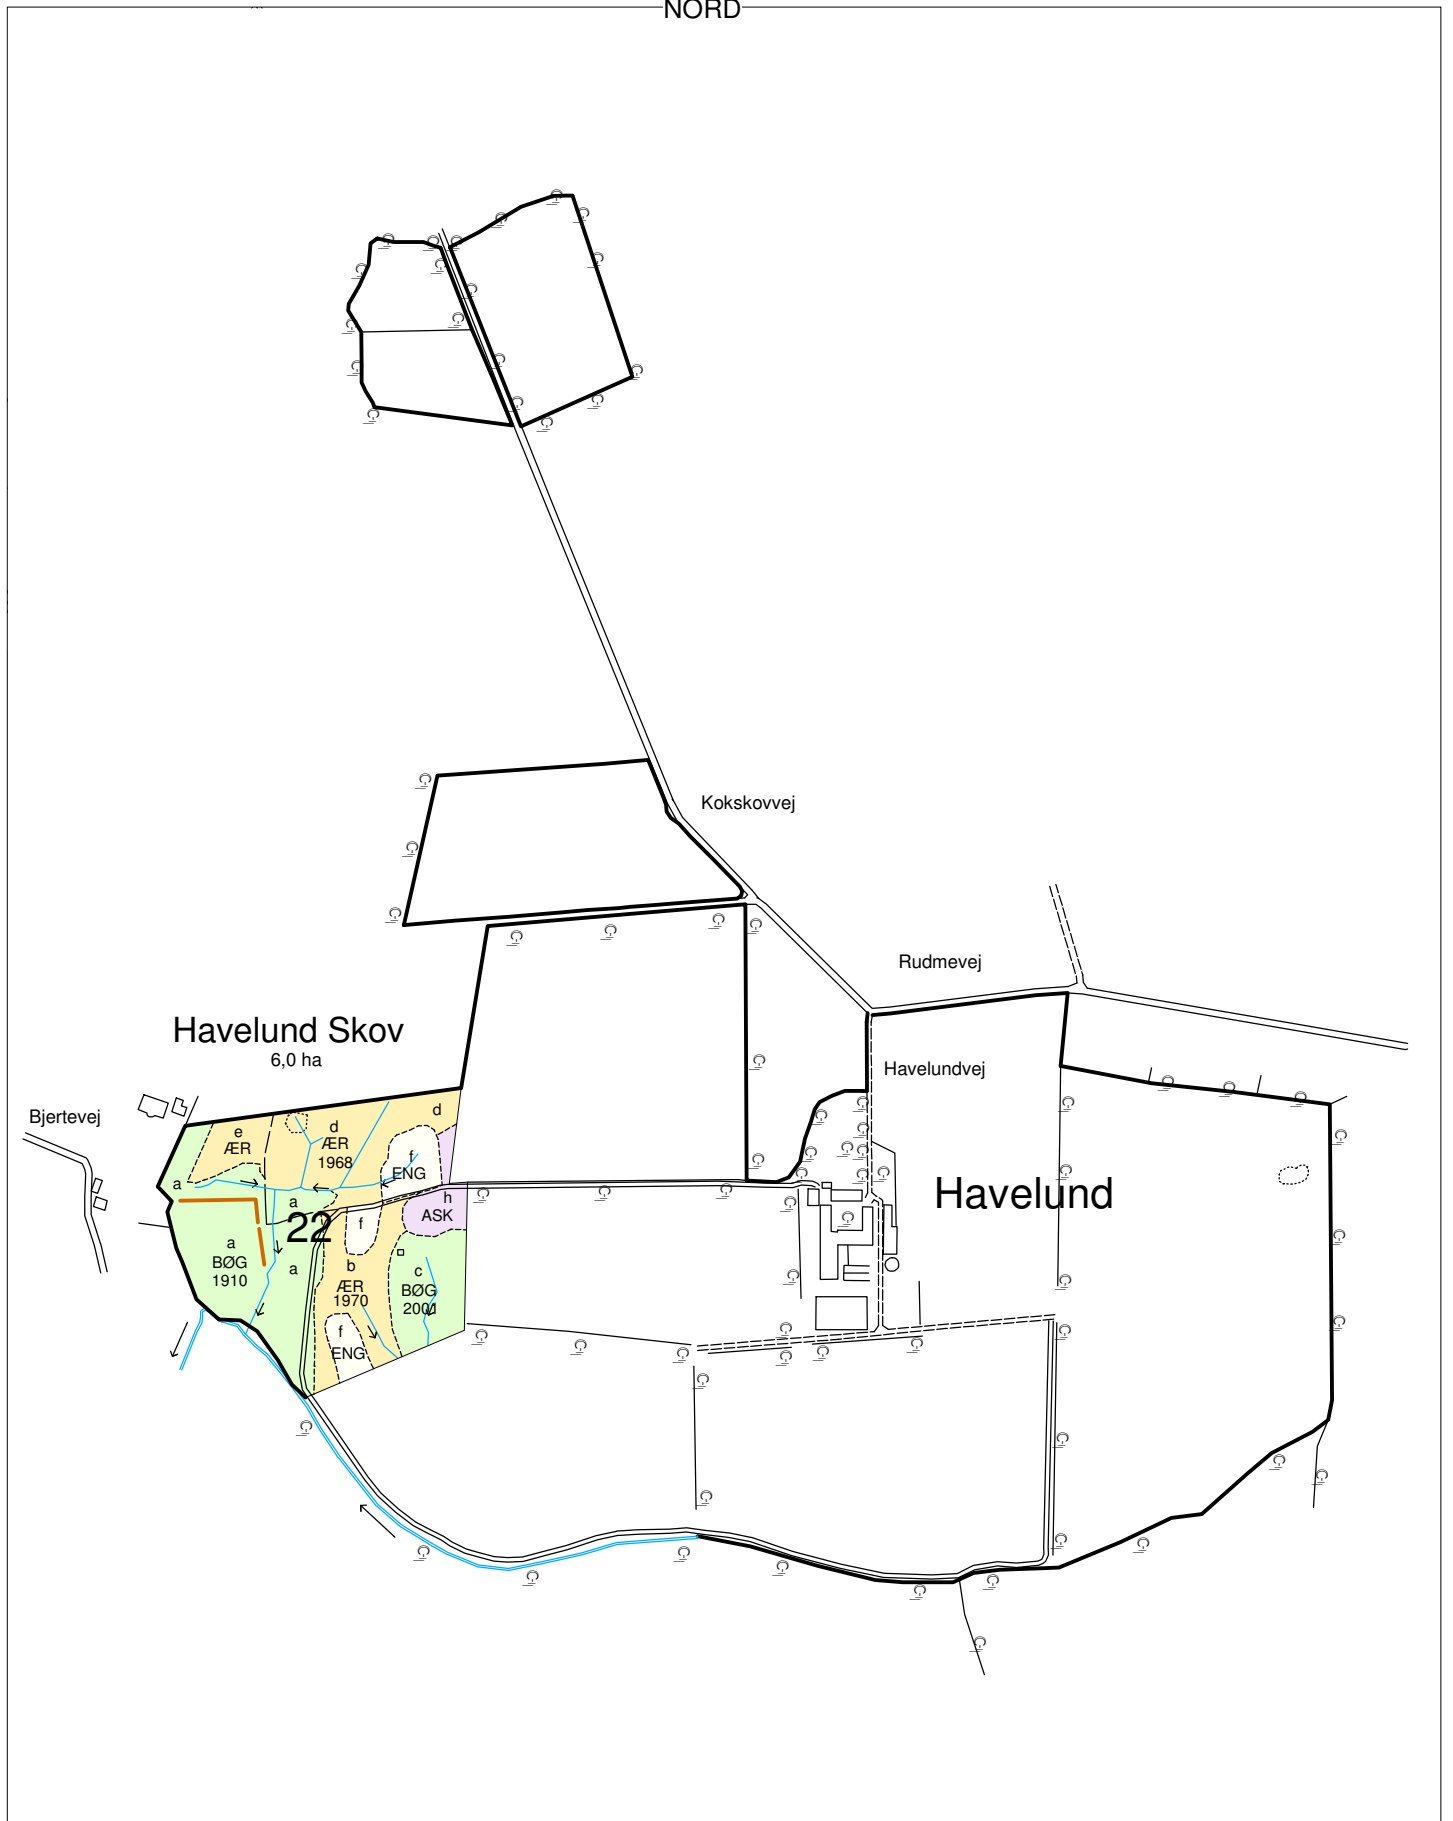 NORD
Kokskovvej
Rudmevej
Havelund Skov
6,0 ha
Havelundvej
Bjertevej
d
e
ÆR
d
ÆR
1968
f
ENG
a
a
h
ASK
Havelund
22
f
a
BØG
1910
a
b
ÆR
1970
c
BØG
2001
f
ENG